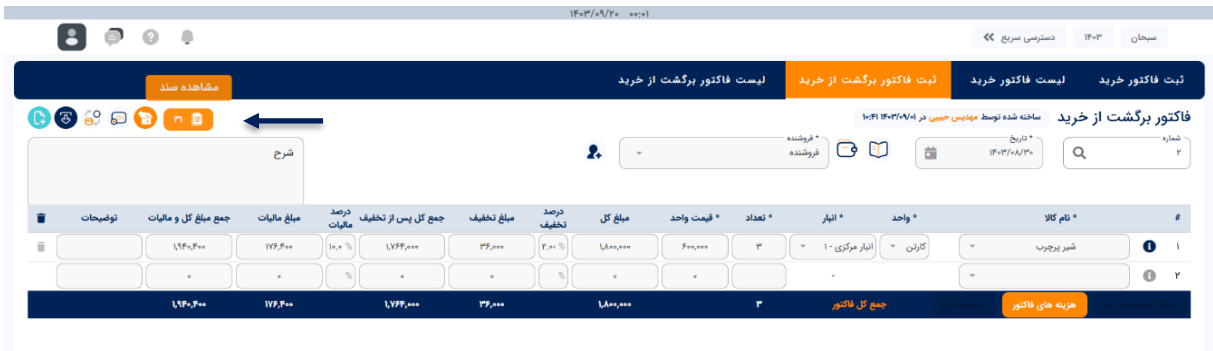 ۱۴۰۳/۰۹/۲۰ ۰۰:۰۱
سبحان ۱۴۰۳ دسترسی سریع
ثبت فاکتور خرید لیست فاکتور خرید ثبت فاکتور برگشت از خرید لیست فاکتور برگشت از خرید مشاهده سند
فاکتور برگشت از خرید ساخته شده توسط مهدیس حبیبی در ۱۴۰۳/۰۹/۰۱ ۱۰:۴۱ ۳۱
شماره * تاریخ * فروشنده
۲ ۱۴۰۳/۰۸/۳۰ فروشنده شرح
# * نام کالا * واحد * انبار * تعداد * قیمت واحد مبلغ کل درصد تخفیف مبلغ تخفیف جمع کل پس از تخفیف درصد مالیات مبلغ مالیات جمع مبلغ کل و مالیات توضیحات
۱ شیر پرچرب کارتن انبار مرکزی - ۱ ۳ ۶۰۰,۰۰۰ ۱,۸۰۰,۰۰۰ % ۲.۰ ۳۶,۰۰۰ ۱,۷۶۴,۰۰۰ % ۱۰.۰ ۱۷۶,۴۰۰ ۱,۹۴۰,۴۰۰
۲ - ۰ ۰ % ۰ ۰ % ۰ ۰
هزینه های فاکتور جمع کل فاکتور ۳ ۱,۸۰۰,۰۰۰ ۳۶,۰۰۰ ۱,۷۶۴,۰۰۰ ۱۷۶,۴۰۰ ۱,۹۴۰,۴۰۰